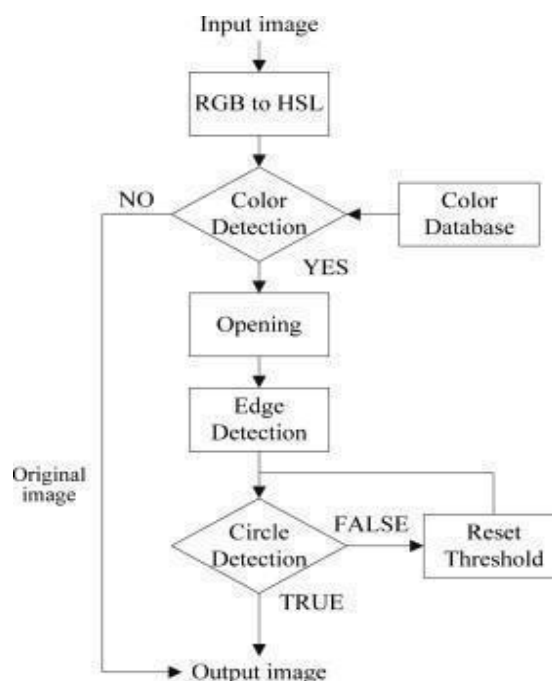 Input image
RGB to HSL
NO
Color
Detection
Color
Database
YES
Opening
Edge
Detection
Original
image
Circle
Detection
FALSE
Reset
Threshold
TRUE
Output image